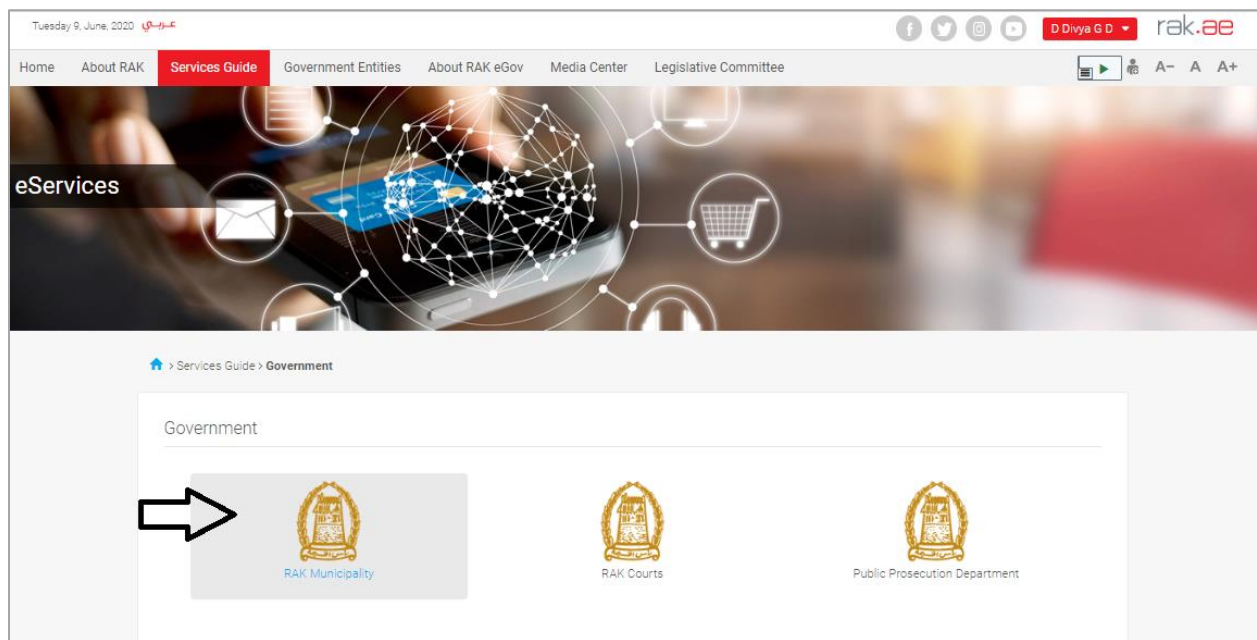 Tuesday 9, June, 2020 عربي
D Divya G D
rak.ae
Home About RAK Services Guide Government Entities About RAK eGov Media Center Legislative Committee
A- A A+
eServices
> Services Guide > Government
Government
RAK Municipality RAK Courts Public Prosecution Department